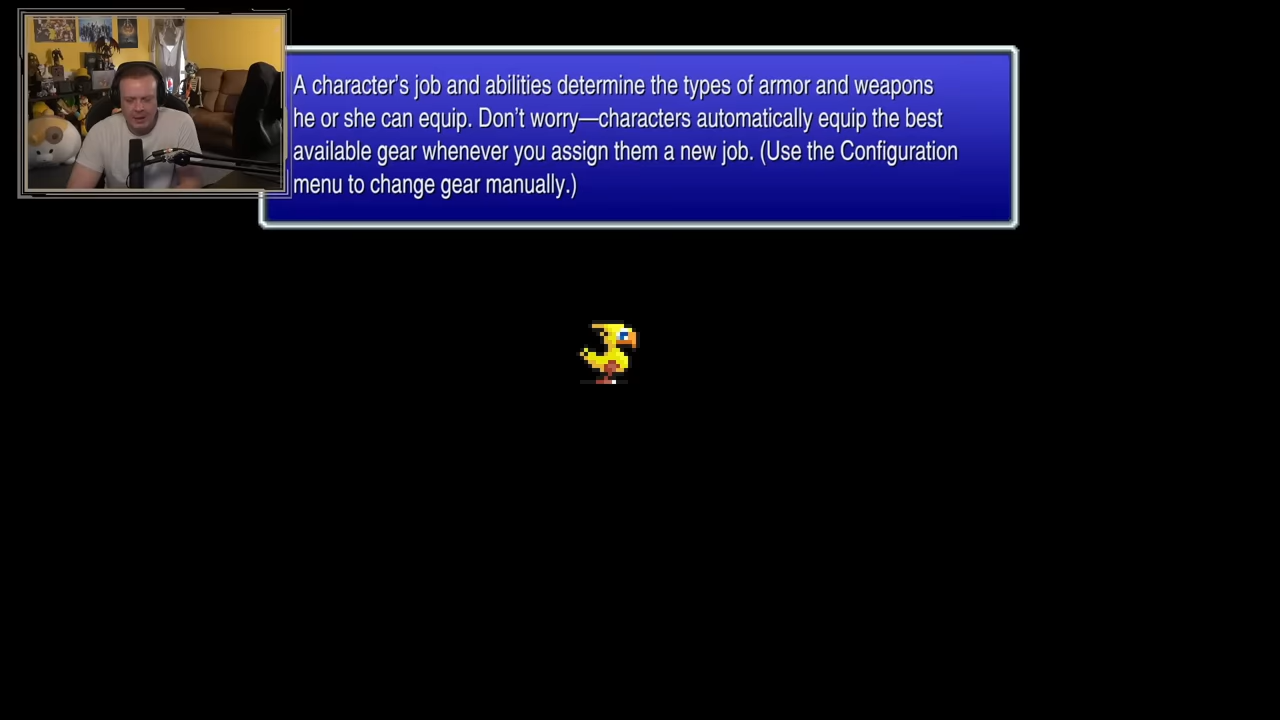 A character’s job and abilities determine the types of armor and weapons
he or she can equip. Don’t worry—characters automatically equip the best
available gear whenever you assign them a new job. (Use the Configuration
menu to change gear manually.)